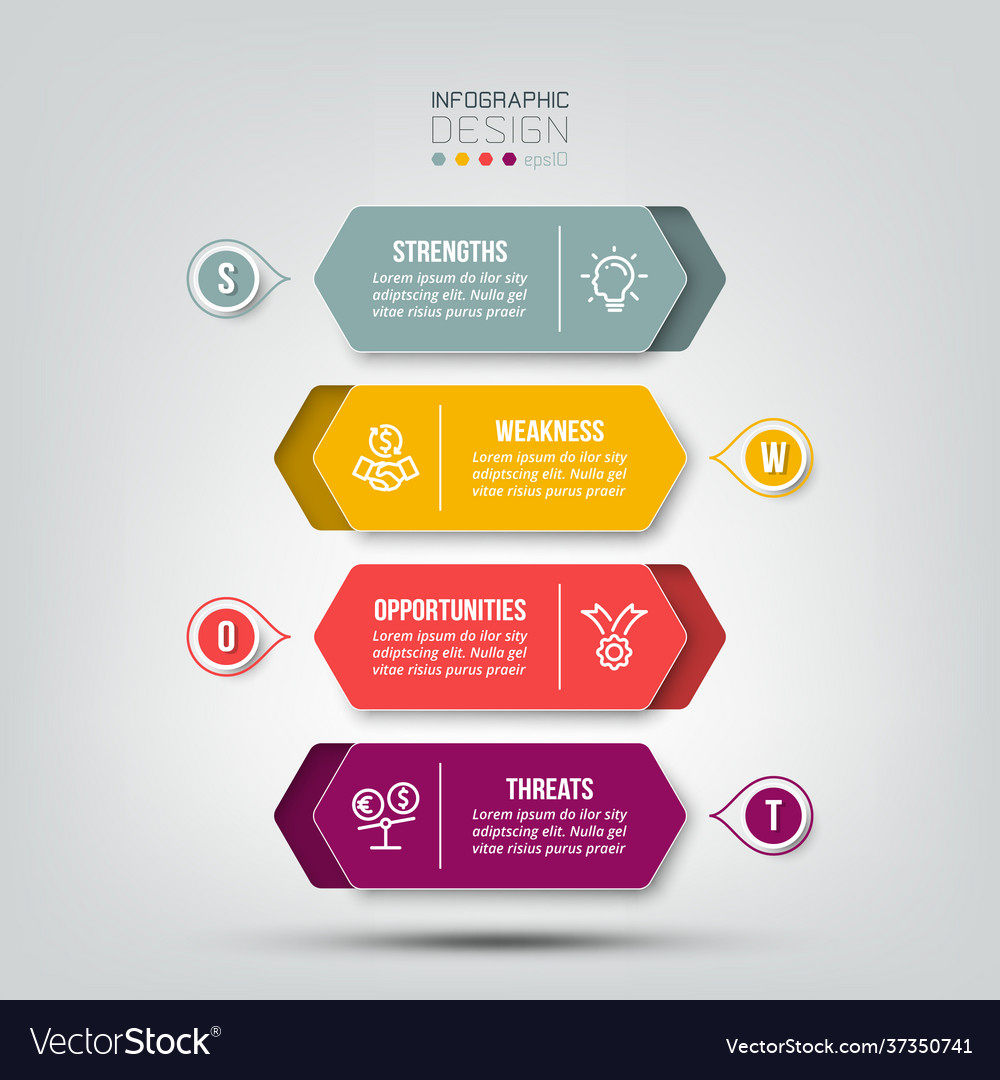 INFOGRAPHIC
DESIGN
eps10
S
STRENGTHS
Lorem ipsum do ilor sity
adiptscing elit. Nulla gel
vitae risius purus praeir
$
WEAKNESS
Lorem ipsum do ilor sity
adiptscing elit. Nulla gel
vitae risius purus praeir
W
O
OPPORTUNITIES
Lorem ipsum do ilor sity
adiptscing elit. Nulla gel
vitae risius purus praeir
€ $
THREATS
Lorem ipsum do ilor sity
adiptscing elit. Nulla gel
vitae risius purus praeir
T
VectorStock®
VectorStock.com/37350741